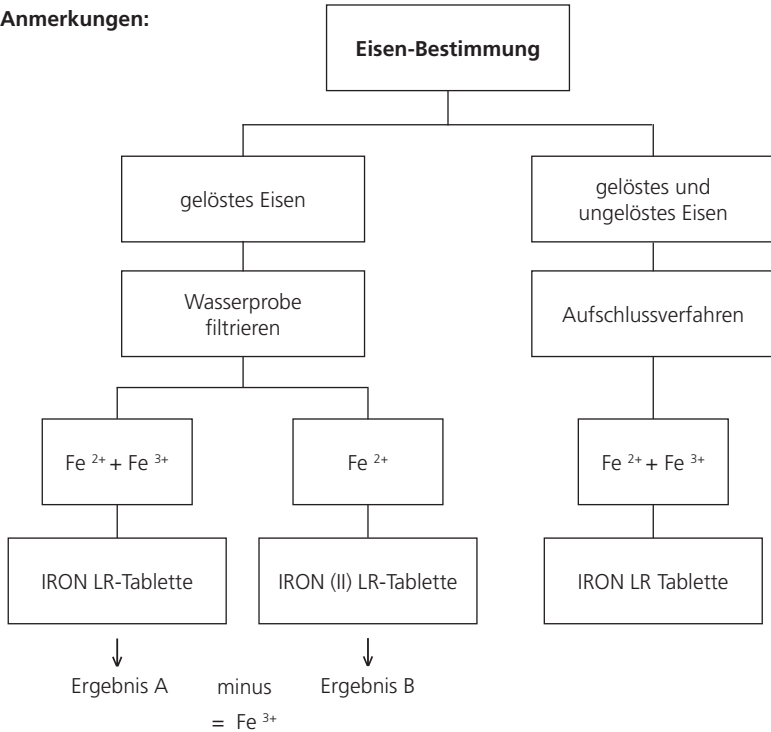 Anmerkungen:
Eisen-Bestimmung
gelöstes Eisen
gelöstes und
ungelöstes Eisen
Wasserprobe
filtrieren
Aufschlussverfahren
Fe 2+ + Fe 3+
Fe 2+
Fe 2+ + Fe 3+
IRON LR-Tablette
IRON (II) LR-Tablette
IRON LR Tablette
Ergebnis A minus Ergebnis B
= Fe 3+